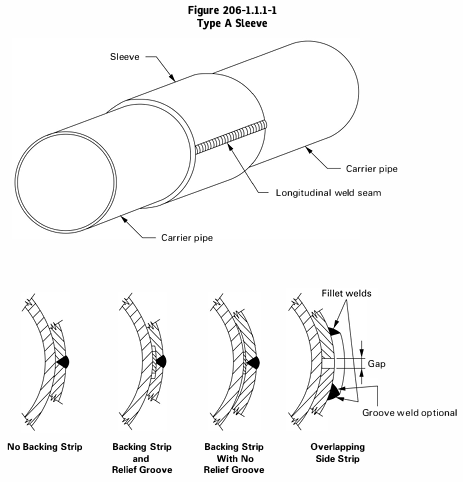 Figure 206-1.1.1-1
Type A Sleeve
Sleeve
Carrier pipe
Longitudinal weld seam
Carrier pipe
Fillet welds
Gap
Groove weld optional
No Backing Strip
Backing Strip
and
Relief Groove
Backing Strip
With No
Relief Groove
Overlapping
Side Strip